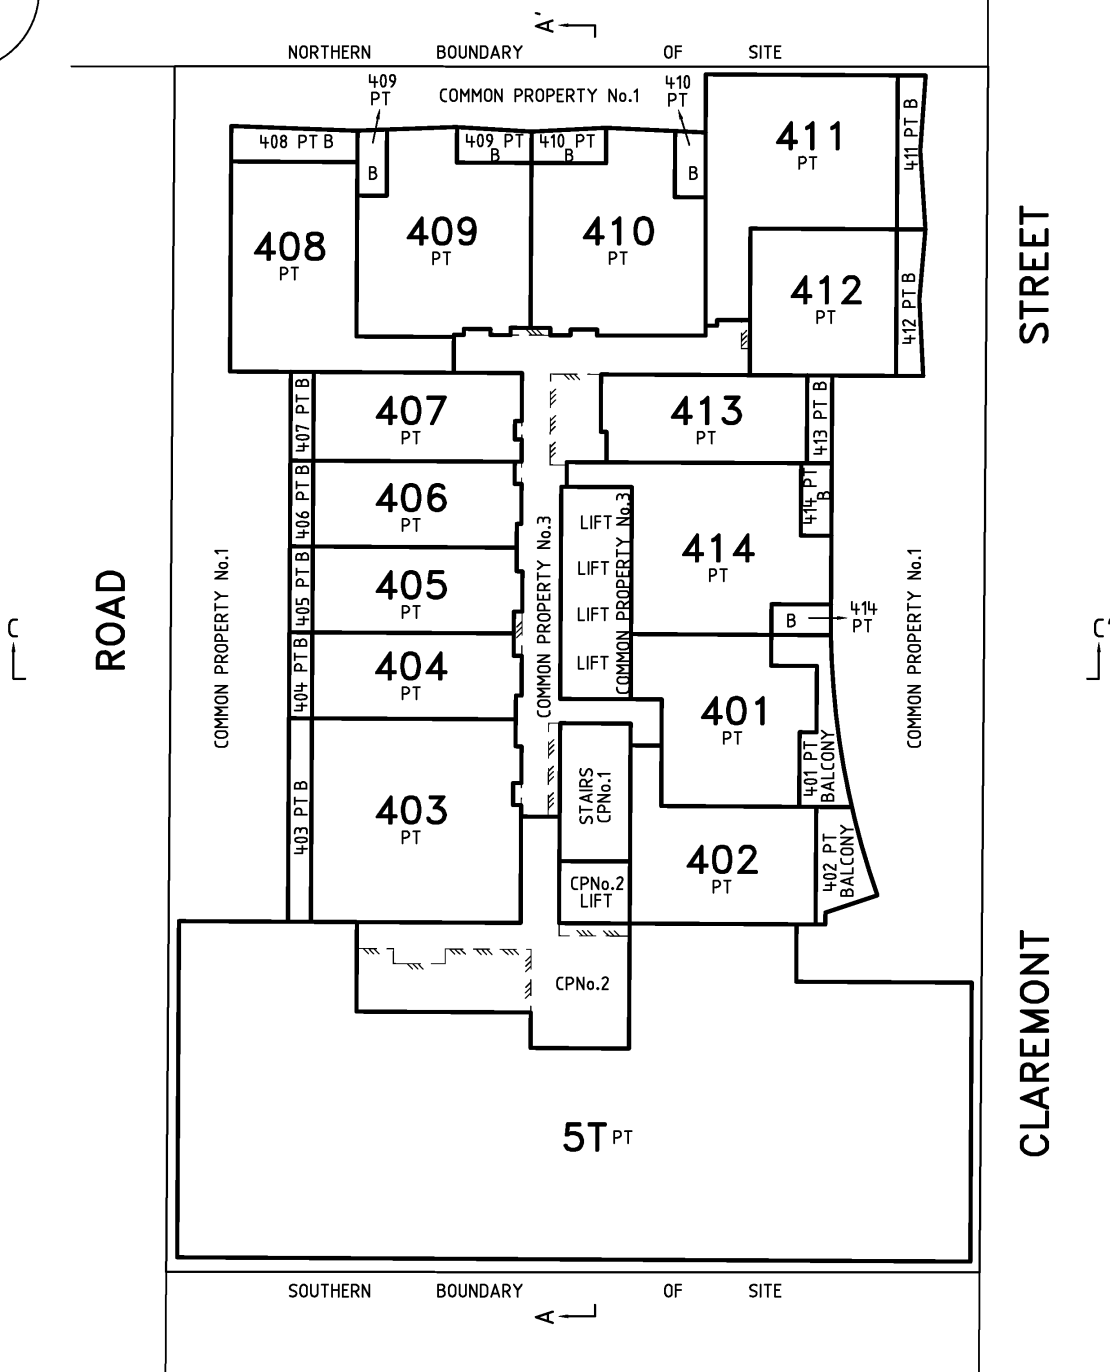 A'
NORTHERN BOUNDARY OF SITE
409
PT
COMMON PROPERTY No.1
410
PT
408 PT B
B
409 PT
B
410 PT
B
B
411
PT
411 PT B
408
PT
409
PT
410
PT
412
PT
412 PT B
STREET
407 PT B
407
PT
413
PT
413 PT B
406 PT B
406
PT
414 PT
B
405 PT B
405
PT
COMMON PROPERTY No.3
LIFT
LIFT
LIFT
LIFT
COMMON PROPERTY No.3
414
PT
B
414
PT
C
ROAD
COMMON PROPERTY No.1
COMMON PROPERTY No.1
C'
404 PT B
404
PT
401
PT
401 PT
BALCONY
403 PT B
403
PT
STAIRS
CPNo.1
402
PT
402 PT
BALCONY
CPNo.2
LIFT
CPNo.2
CLAREMONT
5T PT
SOUTHERN BOUNDARY OF SITE
A